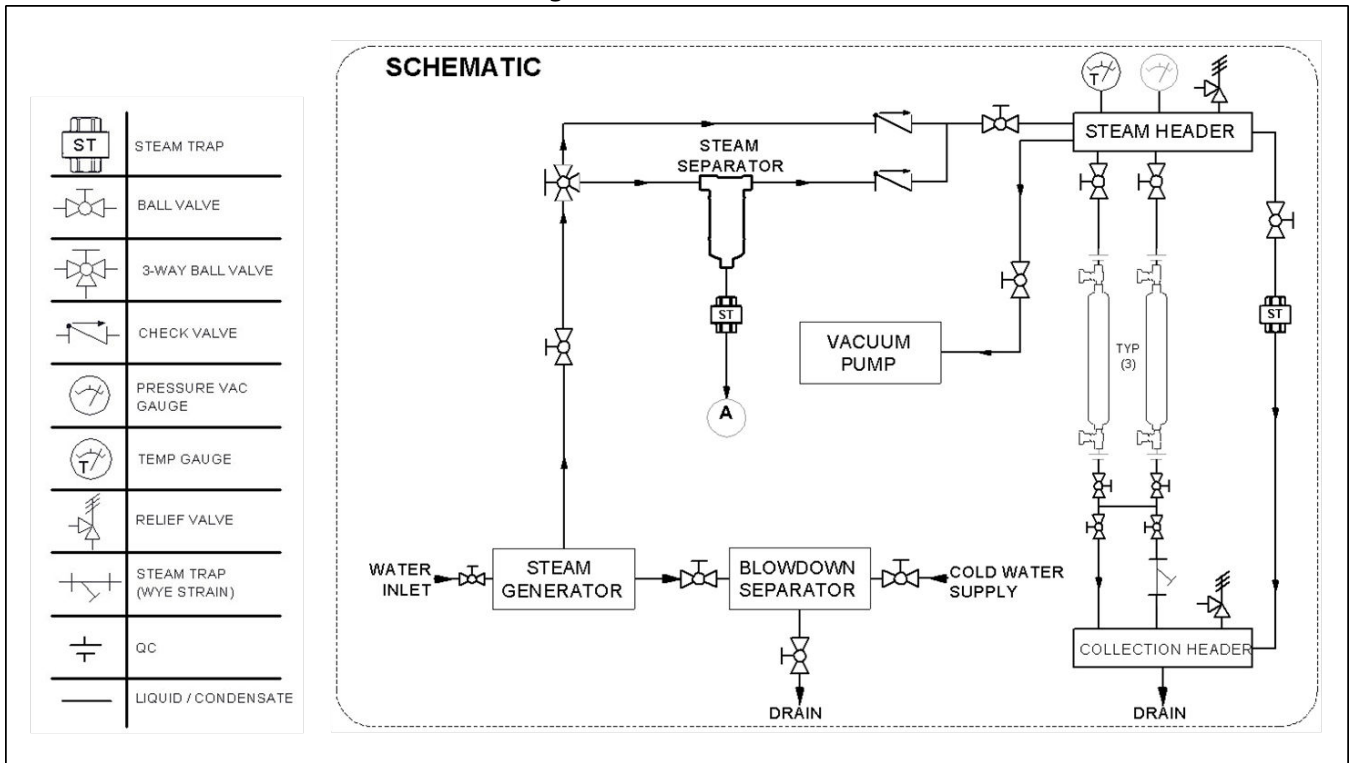 SCHEMATIC
ST
STEAM TRAP
BALL VALVE
3-WAY BALL VALVE
CHECK VALVE
PRESSURE VAC
GAUGE
T
TEMP GAUGE
RELIEF VALVE
STEAM TRAP
(WYE STRAIN)
QC
LIQUID / CONDENSATE
T
STEAM HEADER
STEAM
SEPARATOR
ST
A
VACUUM
PUMP
TYP
(3)
ST
WATER
INLET
STEAM
GENERATOR
BLOWDOWN
SEPARATOR
COLD WATER
SUPPLY
DRAIN
COLLECTION HEADER
DRAIN